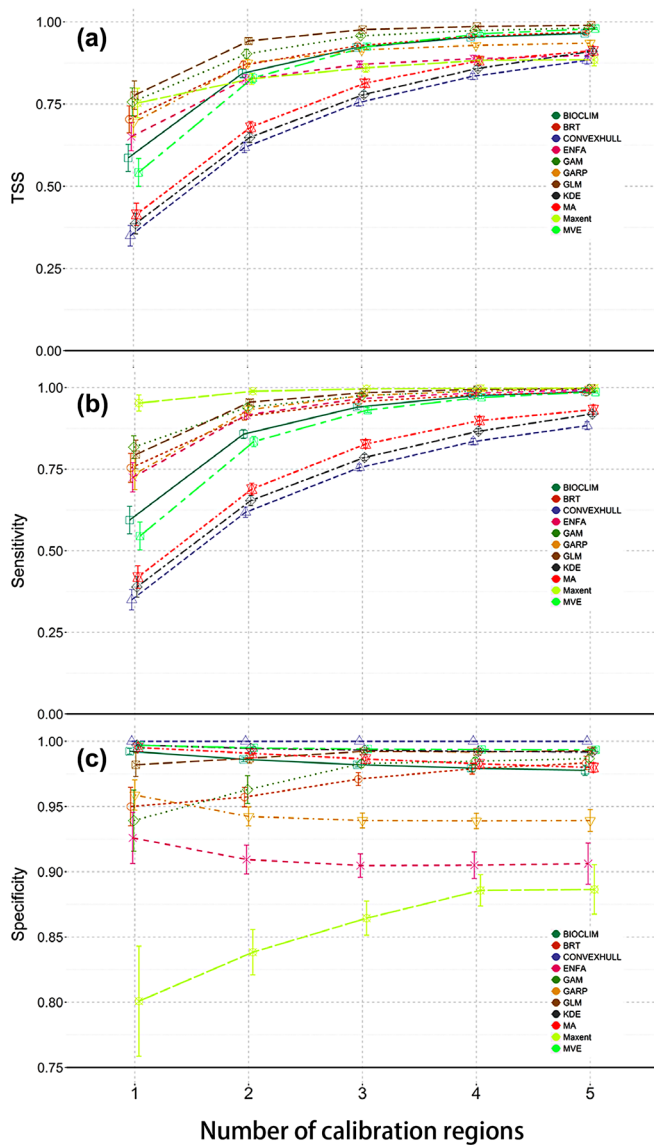 (a)
1.00
0.75
0.50
0.25
0.00
TSS
BIOCLIM
BRT
CONVEXHULL
ENFA
GAM
GARP
GLM
KDE
MA
Maxent
MVE
(b)
1.00
0.75
0.50
0.25
0.00
Sensitivity
BIOCLIM
BRT
CONVEXHULL
ENFA
GAM
GARP
GLM
KDE
MA
Maxent
MVE
(c)
1.00
0.95
0.90
0.85
0.80
0.75
Specificity
BIOCLIM
BRT
CONVEXHULL
ENFA
GAM
GARP
GLM
KDE
MA
Maxent
MVE
1 2 3 4 5
Number of calibration regions